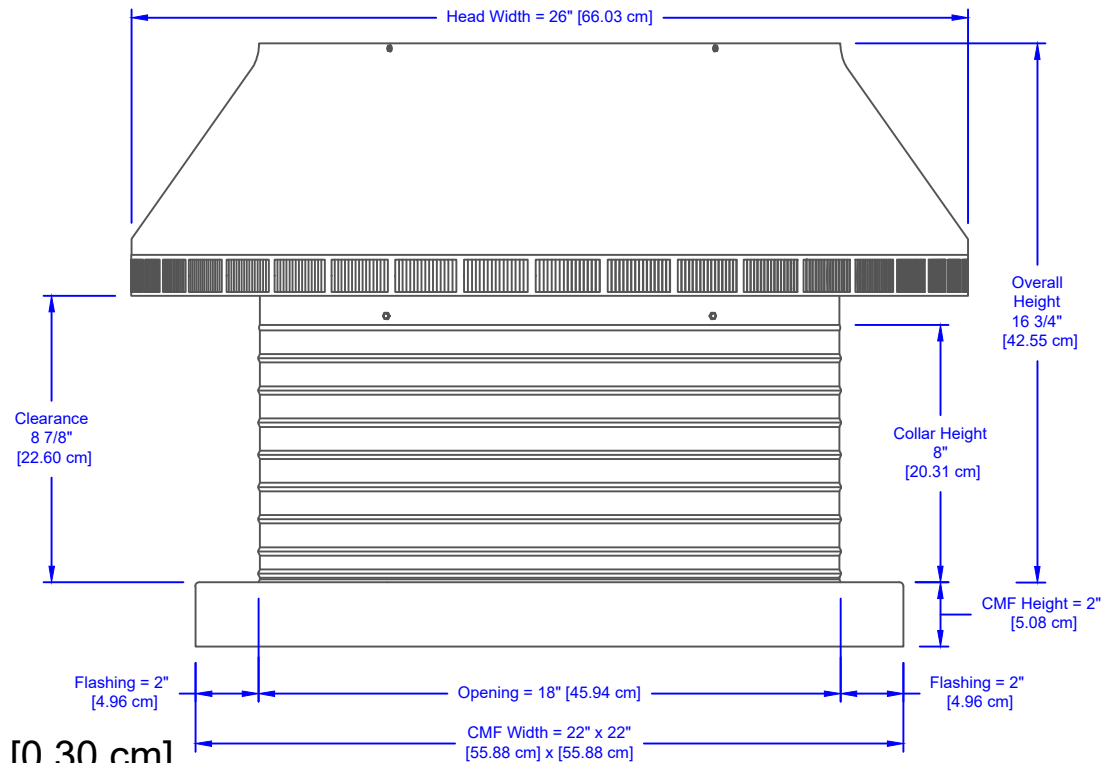 Head Width = 26" [66.03 cm]
Overall
Height
16 3/4"
[42.55 cm]
Clearance
8 7/8"
[22.60 cm]
Collar Height
8"
[20.31 cm]
CMF Height = 2"
[5.08 cm]
Flashing = 2"
[4.96 cm]
Opening = 18" [45.94 cm]
Flashing = 2"
[4.96 cm]
CMF Width = 22" x 22"
[55.88 cm] x [55.88 cm]
[0.30 cm]